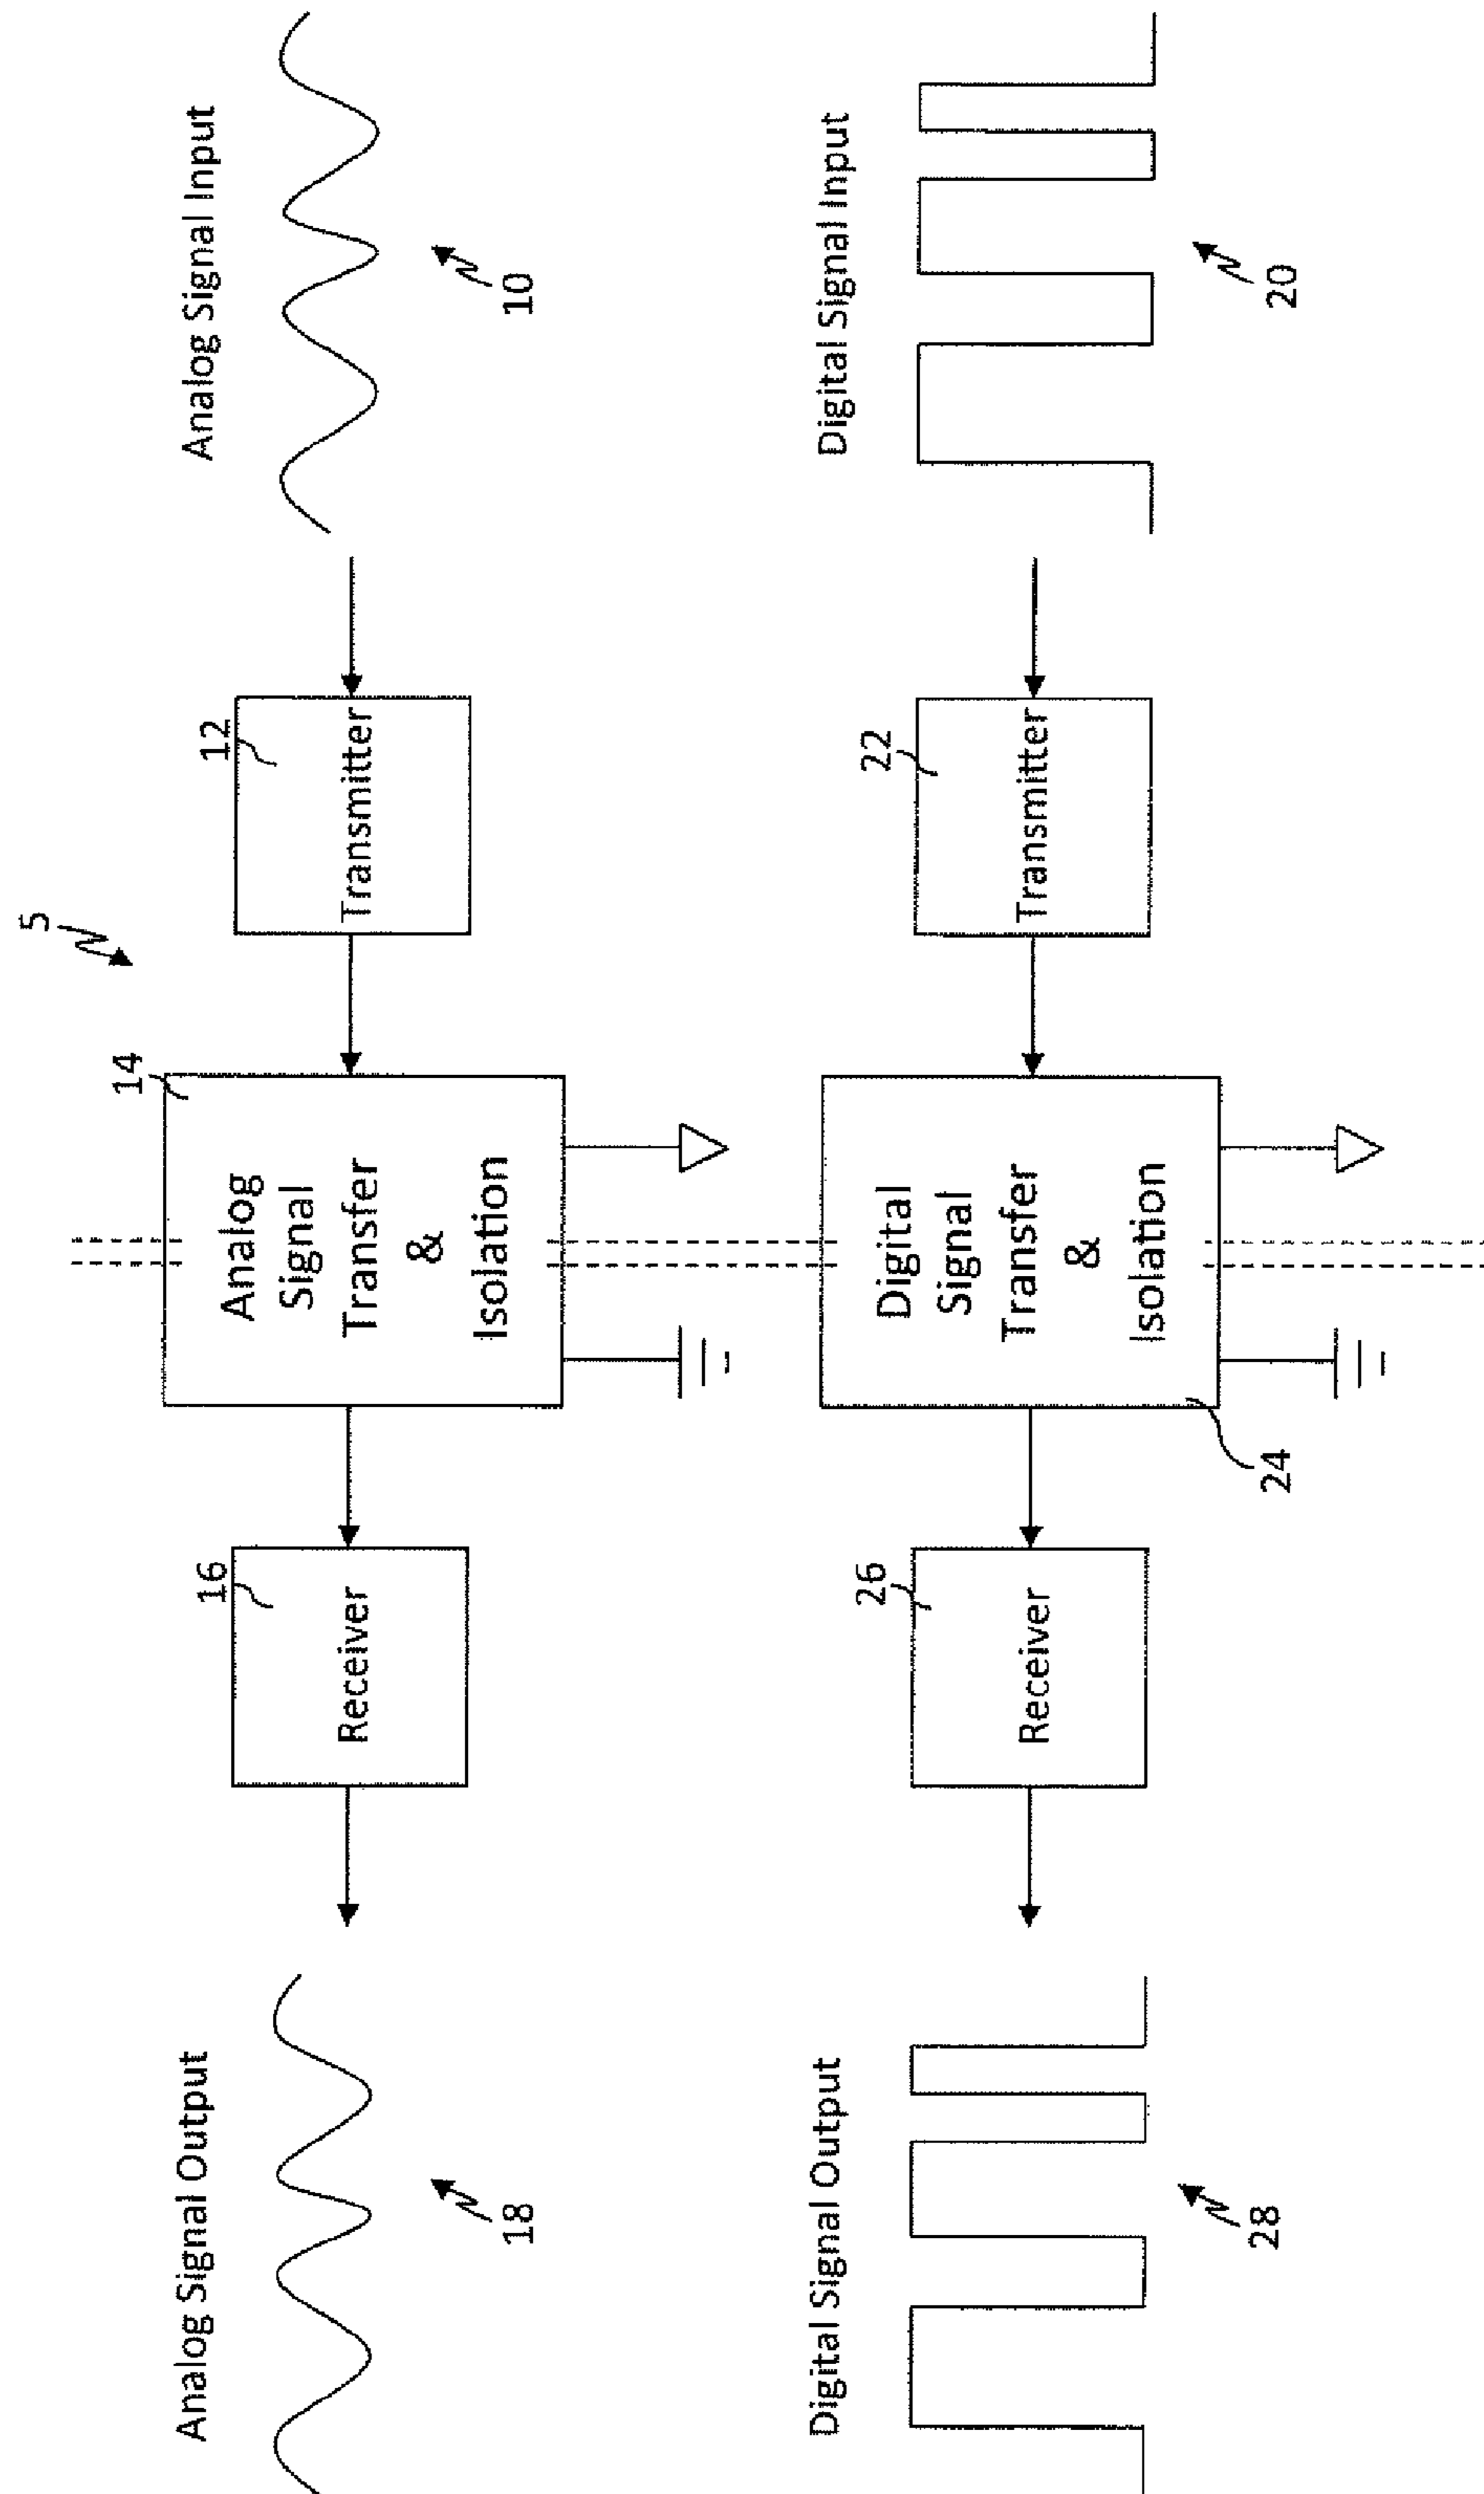 5
Analog Signal Output
18
16
Receiver
14
Analog
Signal
Transfer
&
Isolation
12
Transmitter
Analog Signal Input
10
Digital Signal Output
28
26
Receiver
Digital
Signal
Transfer
&
Isolation
24
22
Transmitter
Digital Signal Input
20